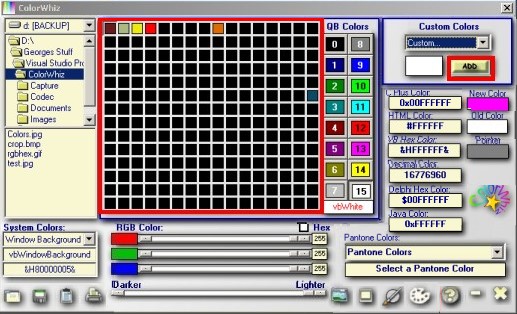 ColorWhiz
d: [BACKUP]
D:\
Georges Stuff
Visual Studio Pro
ColorWhiz
Capture
Codec
Documents
Images
Colors.jpg
crop.bmp
rgbhex.gif
test.jpg
QB Colors
0 8
1 9
2 10
3 11
4 12
5 13
6 14
7 15
vbWhite
Custom Colors
Custom...
ADD
C Plus Color:
0x00FFFFFF
HTML Color:
#FFFFFF
VB Hex Color:
&HFFFFFF&
Decimal Color:
16776960
Delphi Hex Color:
$00FFFFFF
Java Color:
0xFFFFFF
New Color
Old Color
Pointer
Colors
System Colors:
Window Background
vbWindowBackground
&H80000005&
RGB Color:
Hex
255
255
255
Darker
Lighter
Pantone Colors:
Pantone Colors
Select a Pantone Color